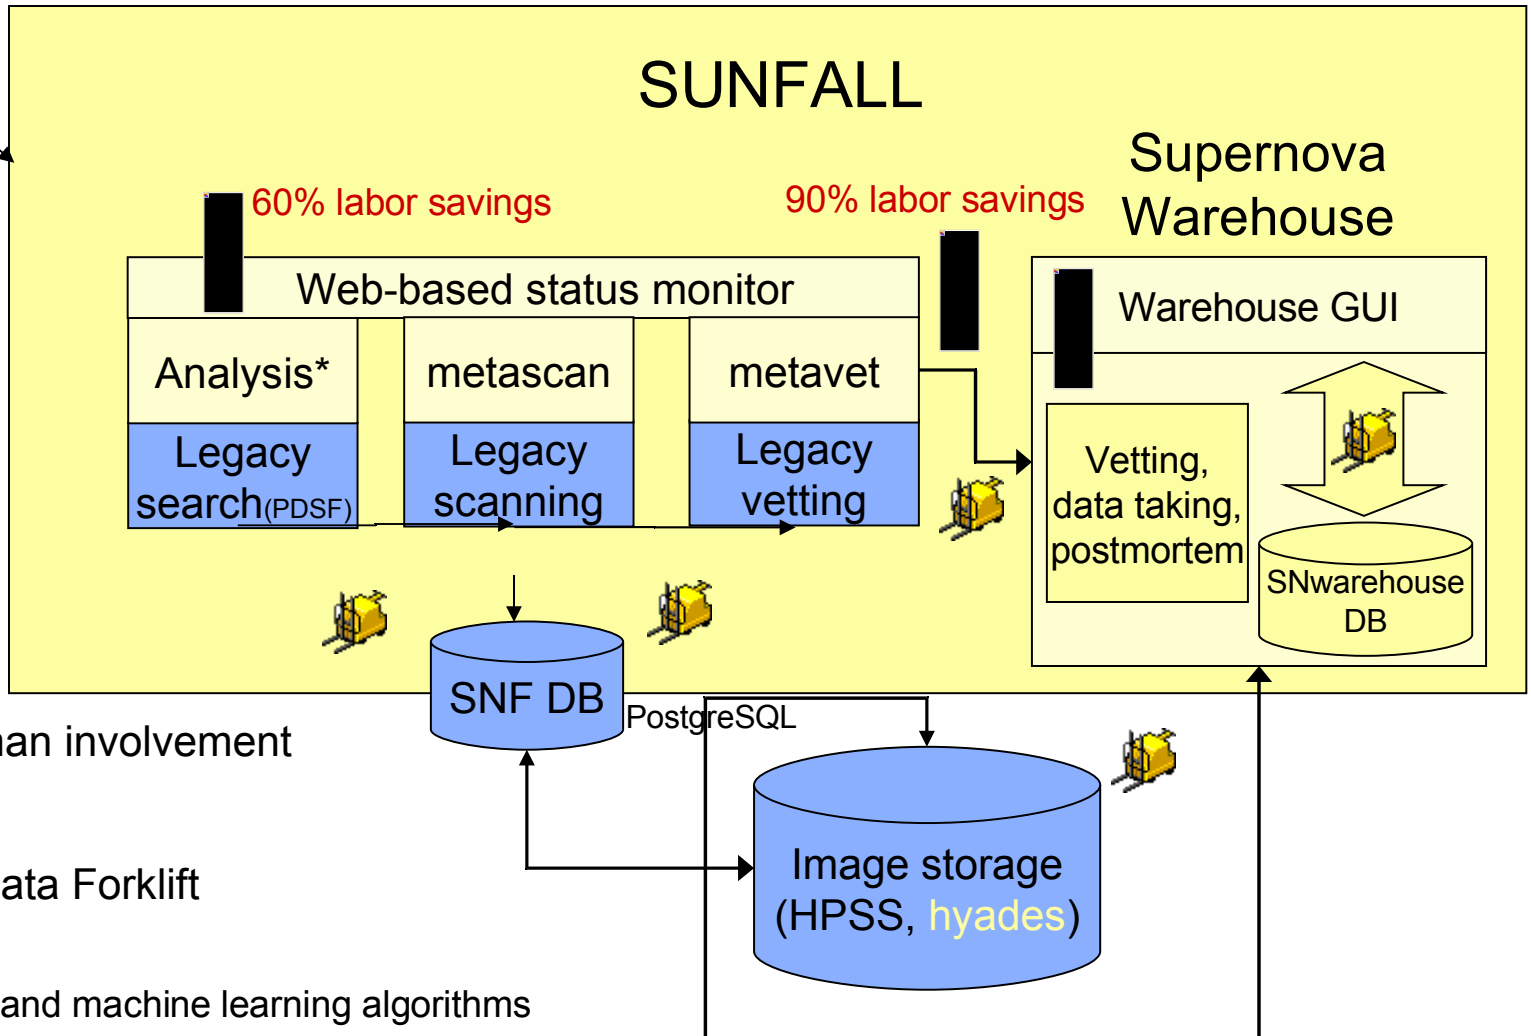 SUNFALL
Supernova
Warehouse
60% labor savings
90% labor savings
Web-based status monitor
Analysis*
metascan
metavet
Legacy
search(PDSF)
Legacy
scanning
Legacy
vetting
Warehouse GUI
Vetting,
data taking,
postmortem
SNwarehouse
DB
SNF DB
PostgreSQL
Image storage
(HPSS, hyades)
involvement
Forklift
and machine learning algorithms